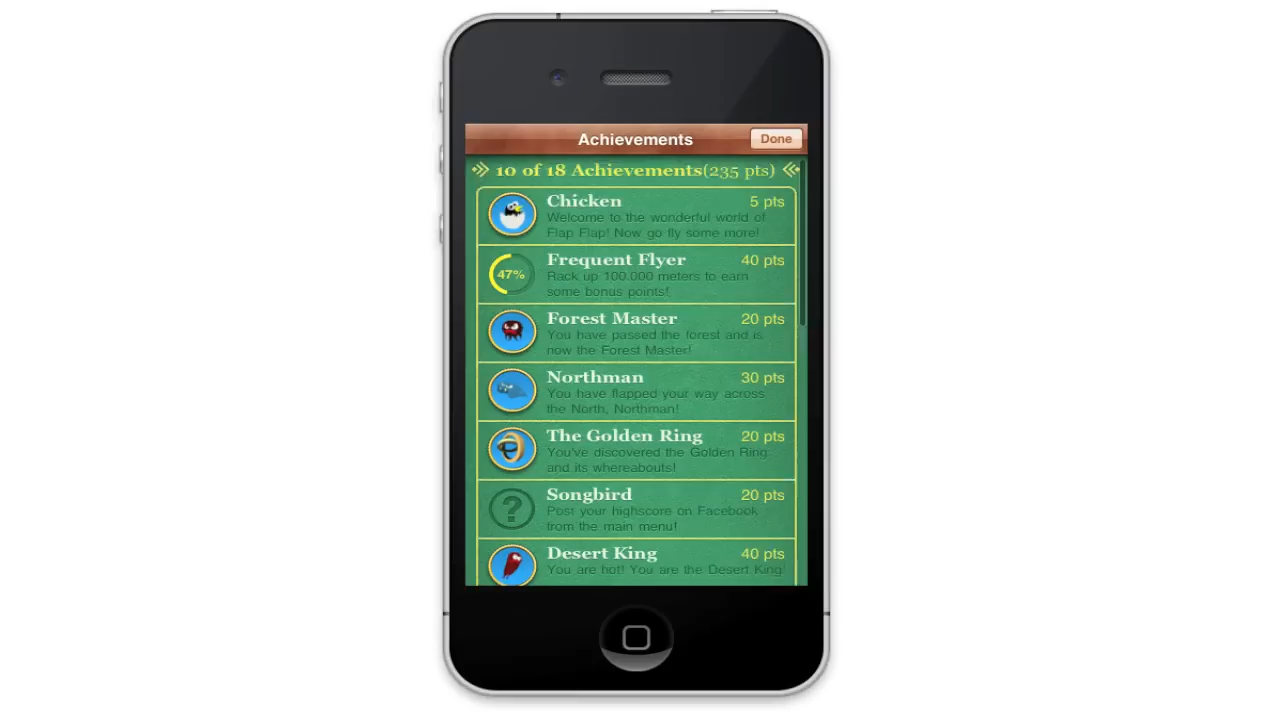 Achievements
Done
10 of 18 Achievements(235 pts)
Chicken
5 pts
Welcome to the wonderful world of
Flap Flap! Now go fly some more!
47%
Frequent Flyer
40 pts
Rack up 100.000 meters to earn
some bonus points!
Forest Master
20 pts
You have passed the forest and is
now the Forest Master!
Northman
30 pts
You have flapped your way across
the North, Northman!
The Golden Ring
20 pts
You've discovered the Golden Ring
and its whereabouts!
?
Songbird
20 pts
Post your highscore on Facebook
from the main menu!
Desert King
40 pts
You are hot! You are the Desert King!